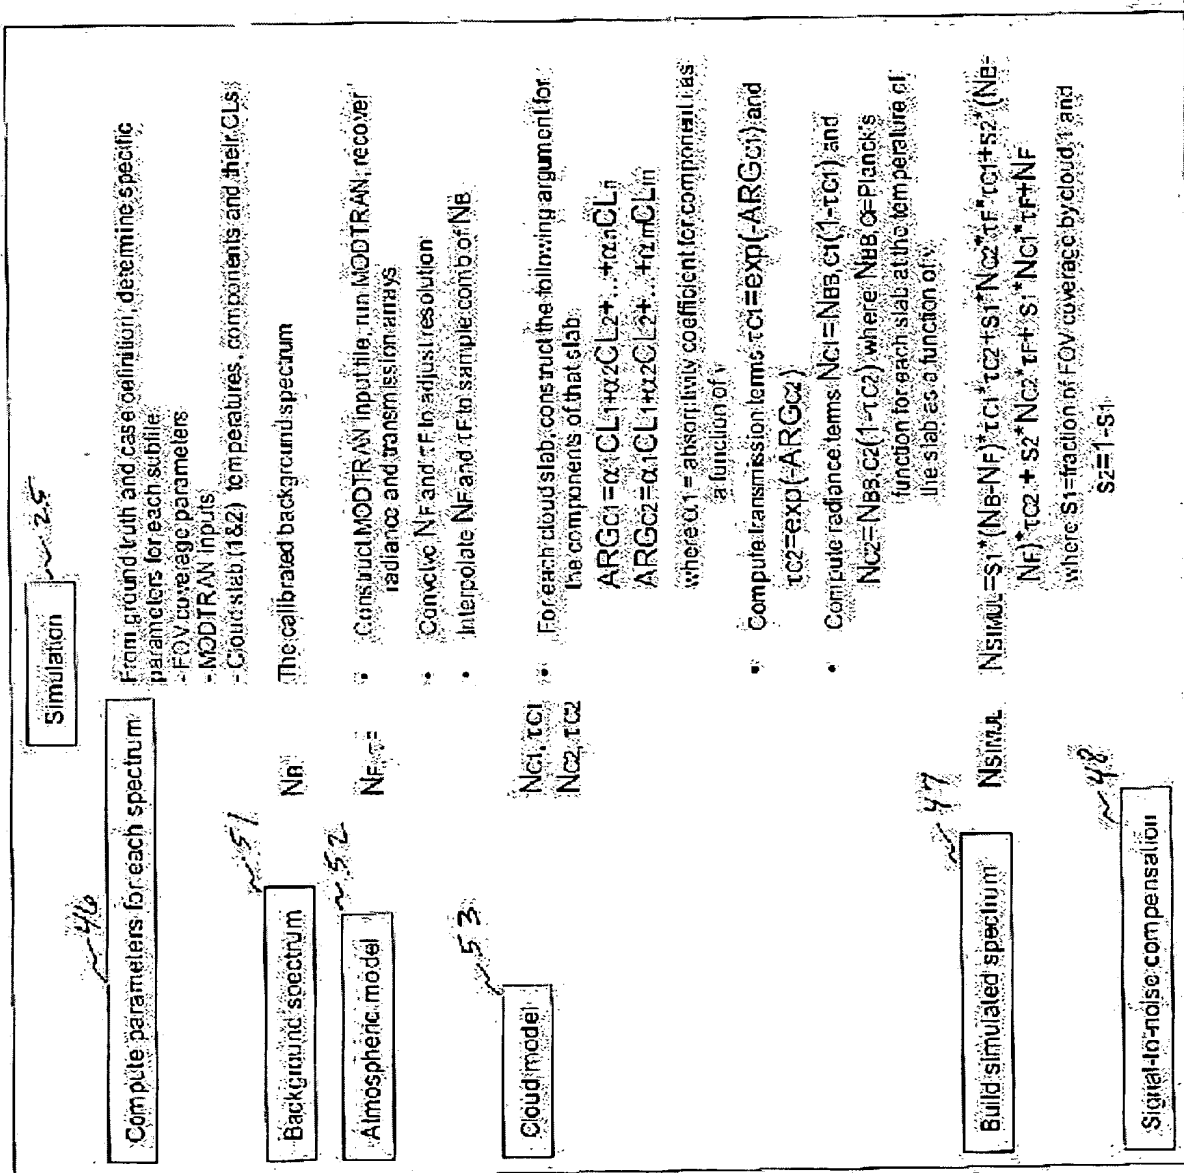 Simulation
25
46
Compute parameters for each spectrum
From ground truth and case definition, determine specific
parameters for each subfile:
- FOV coverage parameters
- MODTRAN inputs
- Cloud slab (1&2) temperatures, components and their CLs
51
Background spectrum
NB
The calibrated background spectrum
52
Atmospheric model
NF, τF
• Construct MODTRAN input file, run MODTRAN, recover
radiance and transmission arrays
• Convolve NF and τF to adjust resolution
• Interpolate NF and τF to sample comb of NB
53
Cloud model
NC1, τC1
NC2, τC2
• For each cloud slab, construct the following argument for
the components of that slab:
ARGC1=α1CL1+α2CL2+...+αnCLn
ARGC2=α1CL1+α2CL2+...+αmCLm
where α1 = absorptivity coefficient for component i as
a function of ν
• Compute transmission terms τC1=exp(-ARGC1) and
τC2=exp(-ARGC2)
• Compute radiance terms NC1=NBB,C1(1-τC1) and
NC2=NBB,C2(1-τC2) where NBB,Ci=Planck's
function for each slab at the temperature of
the slab as a function of ν
47
Build simulated spectrum
NSIMUL
NSIMUL=S1*(NB-NF)*τC1*τC2+S1*NC2*τF*τC1+S2*(NB-
NF)*τC2 + S2*NC2*τF+ S1*NC1*τF+NF
where S1=fraction of FOV coverage by cloud 1 and
S2=1-S1
48
Signal-to-noise compensation